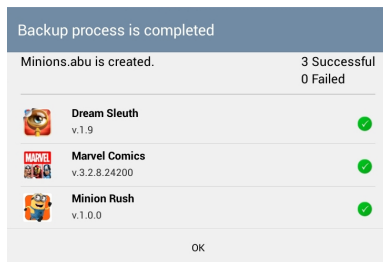 Backup process is completed
Minions.abu is created. 3 Successful
0 Failed
Dream Sleuth
v.1.9
MARVEL
Marvel Comics
v.3.2.8.24200
Minion Rush
v.1.0.0
OK